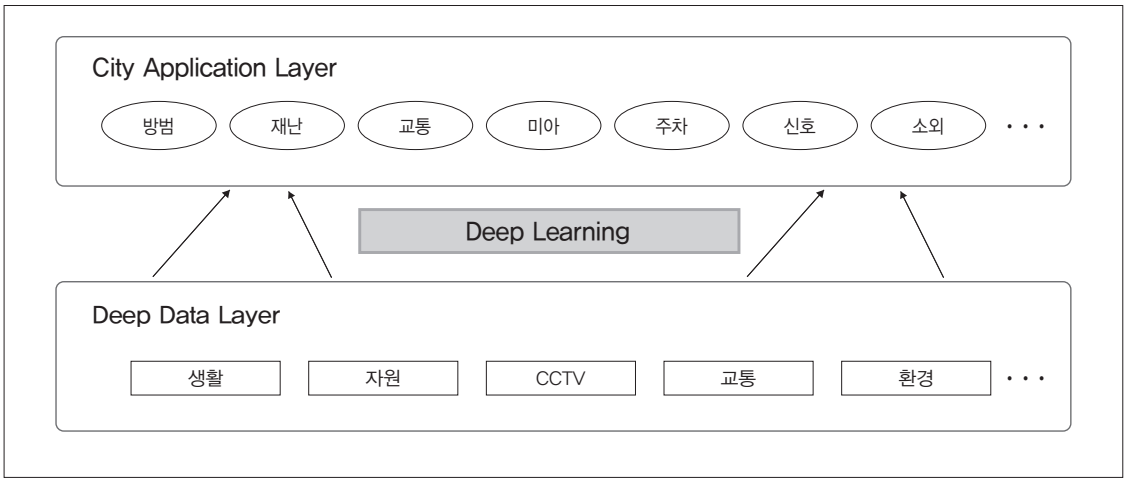 City Application Layer
방범 재난 교통 미아 주차 신호 소외 · · ·
Deep Learning
Deep Data Layer
생활 자원 CCTV 교통 환경 · · ·